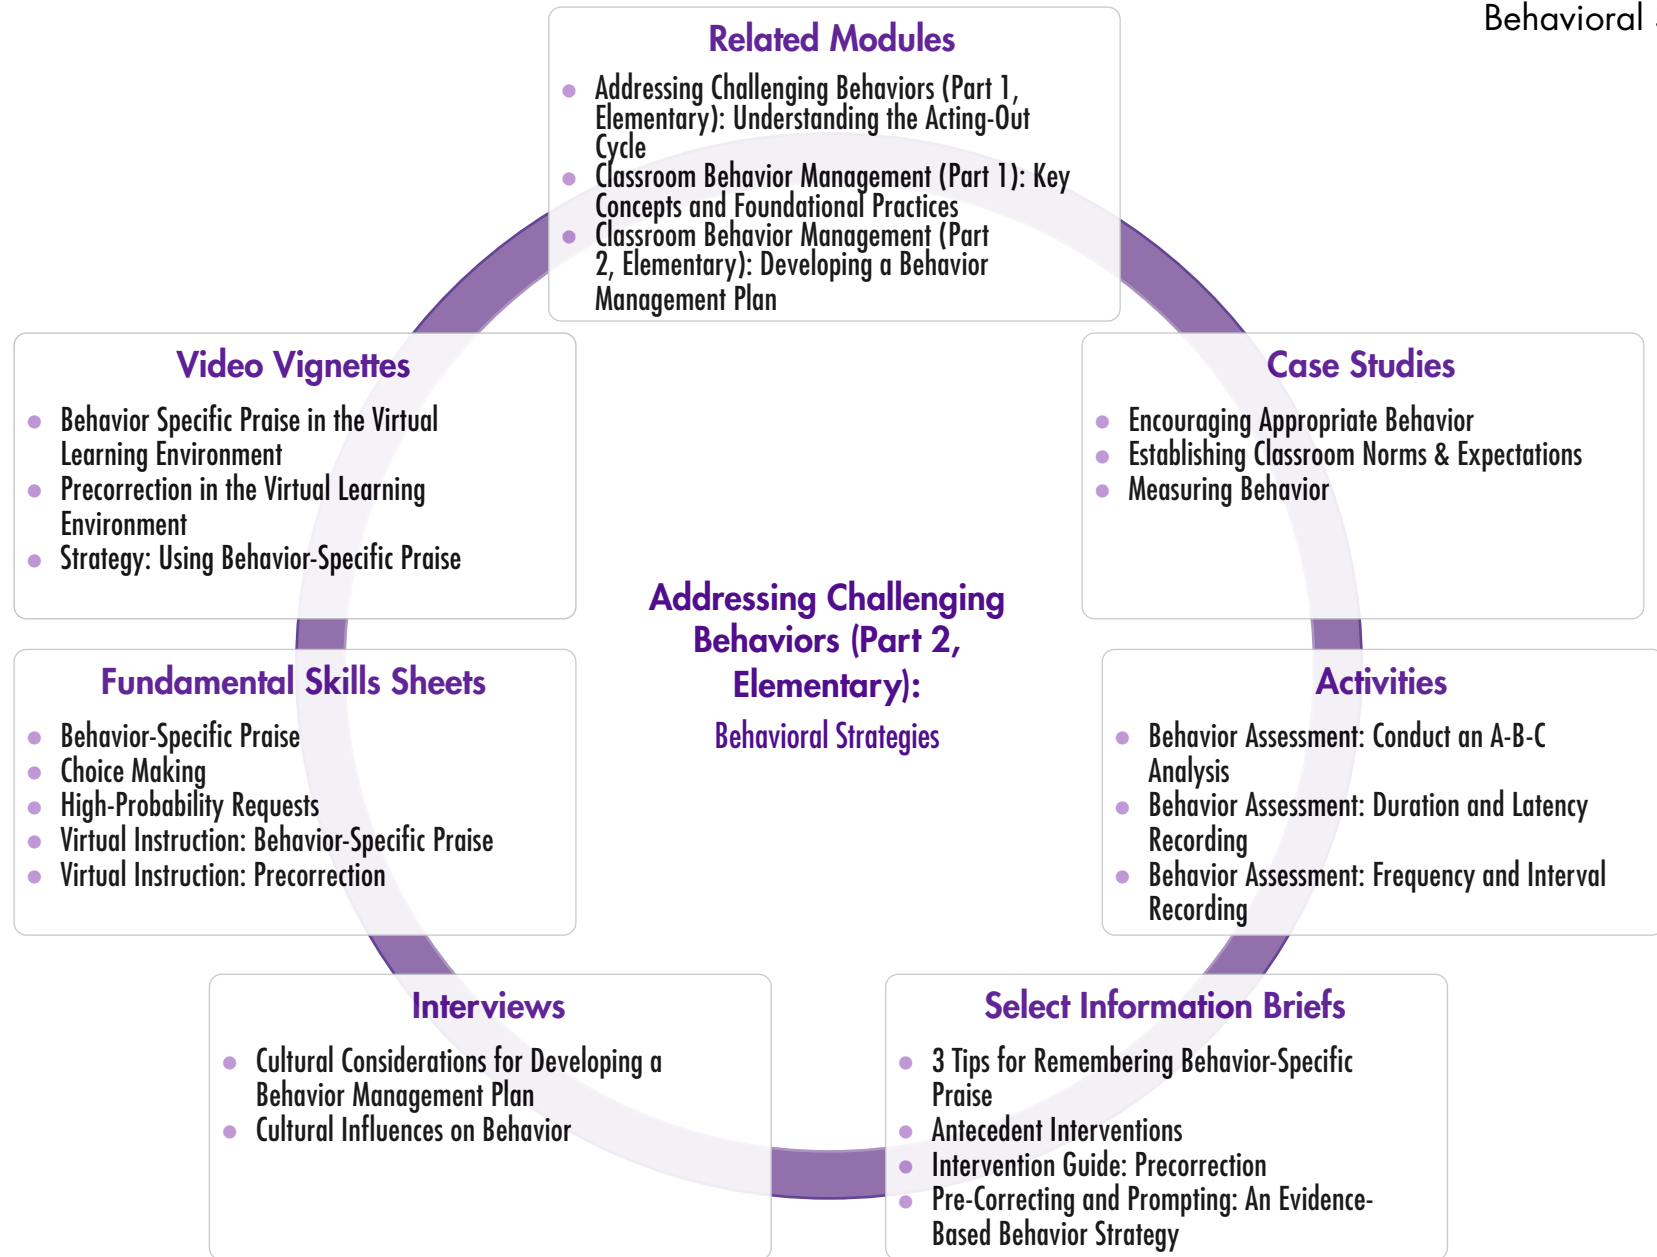 Behavioral
Related Modules
Addressing Challenging Behaviors (Part 1,
Elementary): Understanding the Acting-Out
Cycle
Classroom Behavior Management (Part 1): Key
Concepts and Foundational Practices
Classroom Behavior Management (Part
2, Elementary): Developing a Behavior
Management Plan
Video Vignettes
Behavior Specific Praise in the Virtual
Learning Environment
Precorrection in the Virtual Learning
Environment
Strategy: Using Behavior-Specific Praise
Case Studies
Encouraging Appropriate Behavior
Establishing Classroom Norms & Expectations
Measuring Behavior
Addressing Challenging
Behaviors (Part 2,
Elementary):
Behavioral Strategies
Fundamental Skills Sheets
Behavior-Specific Praise
Choice Making
High-Probability Requests
Virtual Instruction: Behavior-Specific Praise
Virtual Instruction: Precorrection
Activities
Behavior Assessment: Conduct an A-B-C
Analysis
Behavior Assessment: Duration and Latency
Recording
Behavior Assessment: Frequency and Interval
Recording
Interviews
Cultural Considerations for Developing a
Behavior Management Plan
Cultural Influences on Behavior
Select Information Briefs
3 Tips for Remembering Behavior-Specific
Praise
Antecedent Interventions
Intervention Guide: Precorrection
Pre-Correcting and Prompting: An Evidence-
Based Behavior Strategy